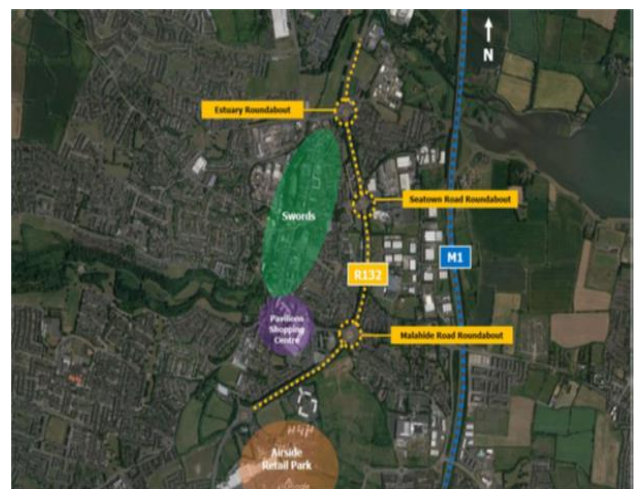 N
Estuary Roundabout
Swords
Seatown Road Roundabout
M1
R132
Pavilions
Shopping
Centre
Malahide Road Roundabout
Airside
Retail Park